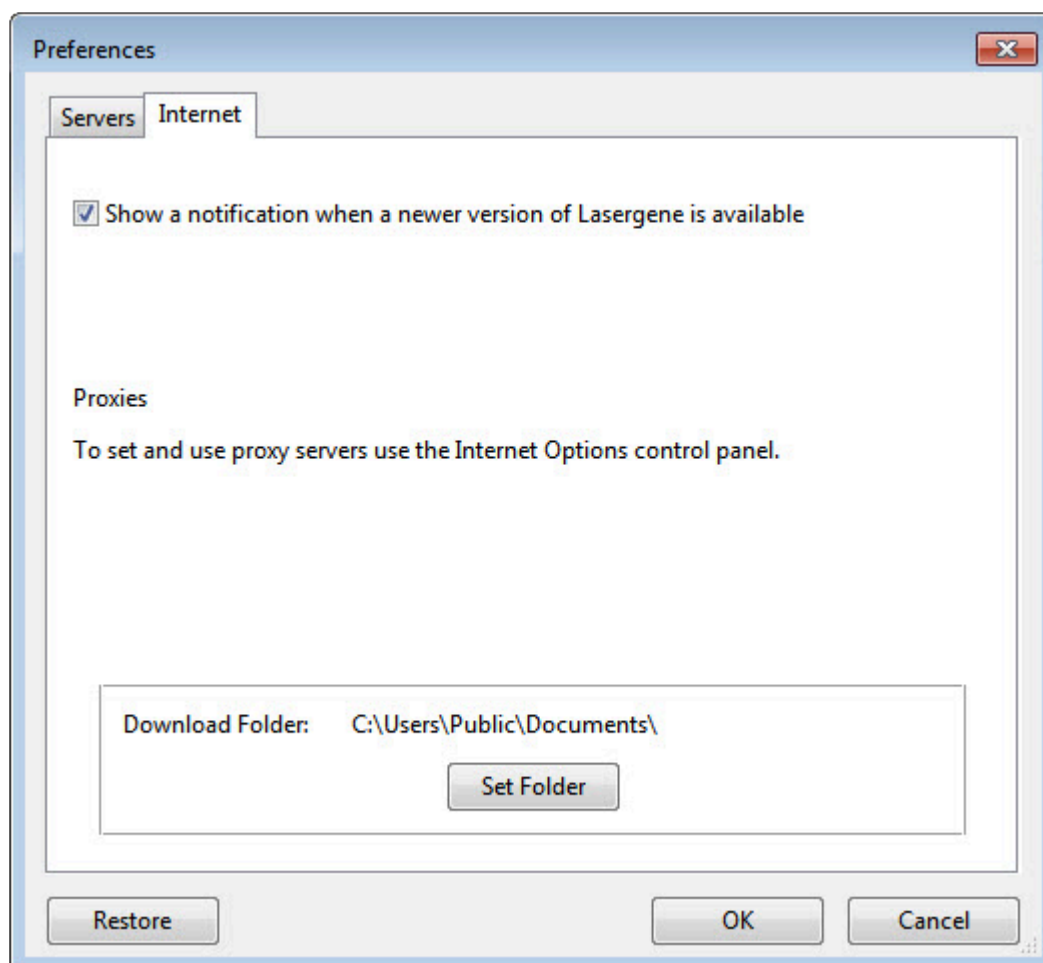 Preferences
Servers
Internet
Show a notification when a newer version of Lasergene is available
Proxies
To set and use proxy servers use the Internet Options control panel.
Download Folder: C:\Users\Public\Documents\
Set Folder
Restore
OK
Cancel